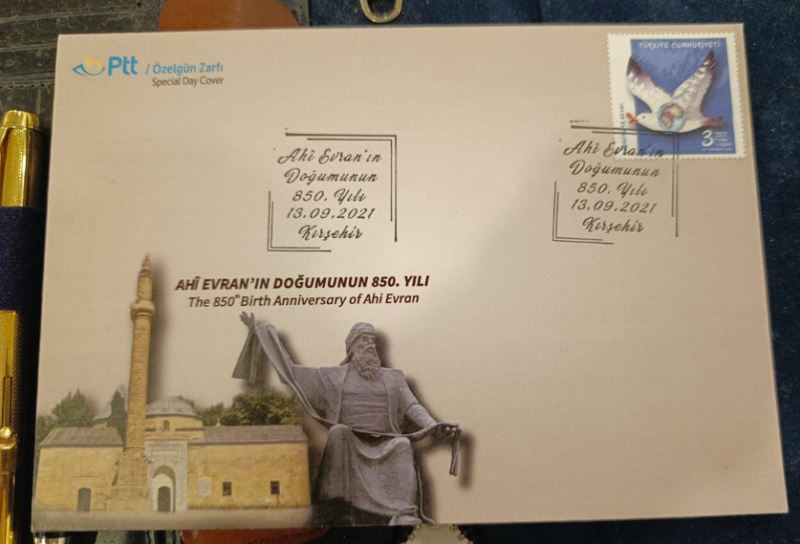 Ptt / Özelgün Zarfı
Special Day Cover
TÜRKİYE CUMHURİYETİ
3
Ahî Evran'ın
Doğumunun
850. Yılı
13.09.2021
Kırşehir
Ahî Evran'ın
Doğumunun
850. Yılı
13.09.2021
Kırşehir
AHÎ EVRAN'IN DOĞUMUNUN 850. YILI
The 850th Birth Anniversary of Ahi Evran